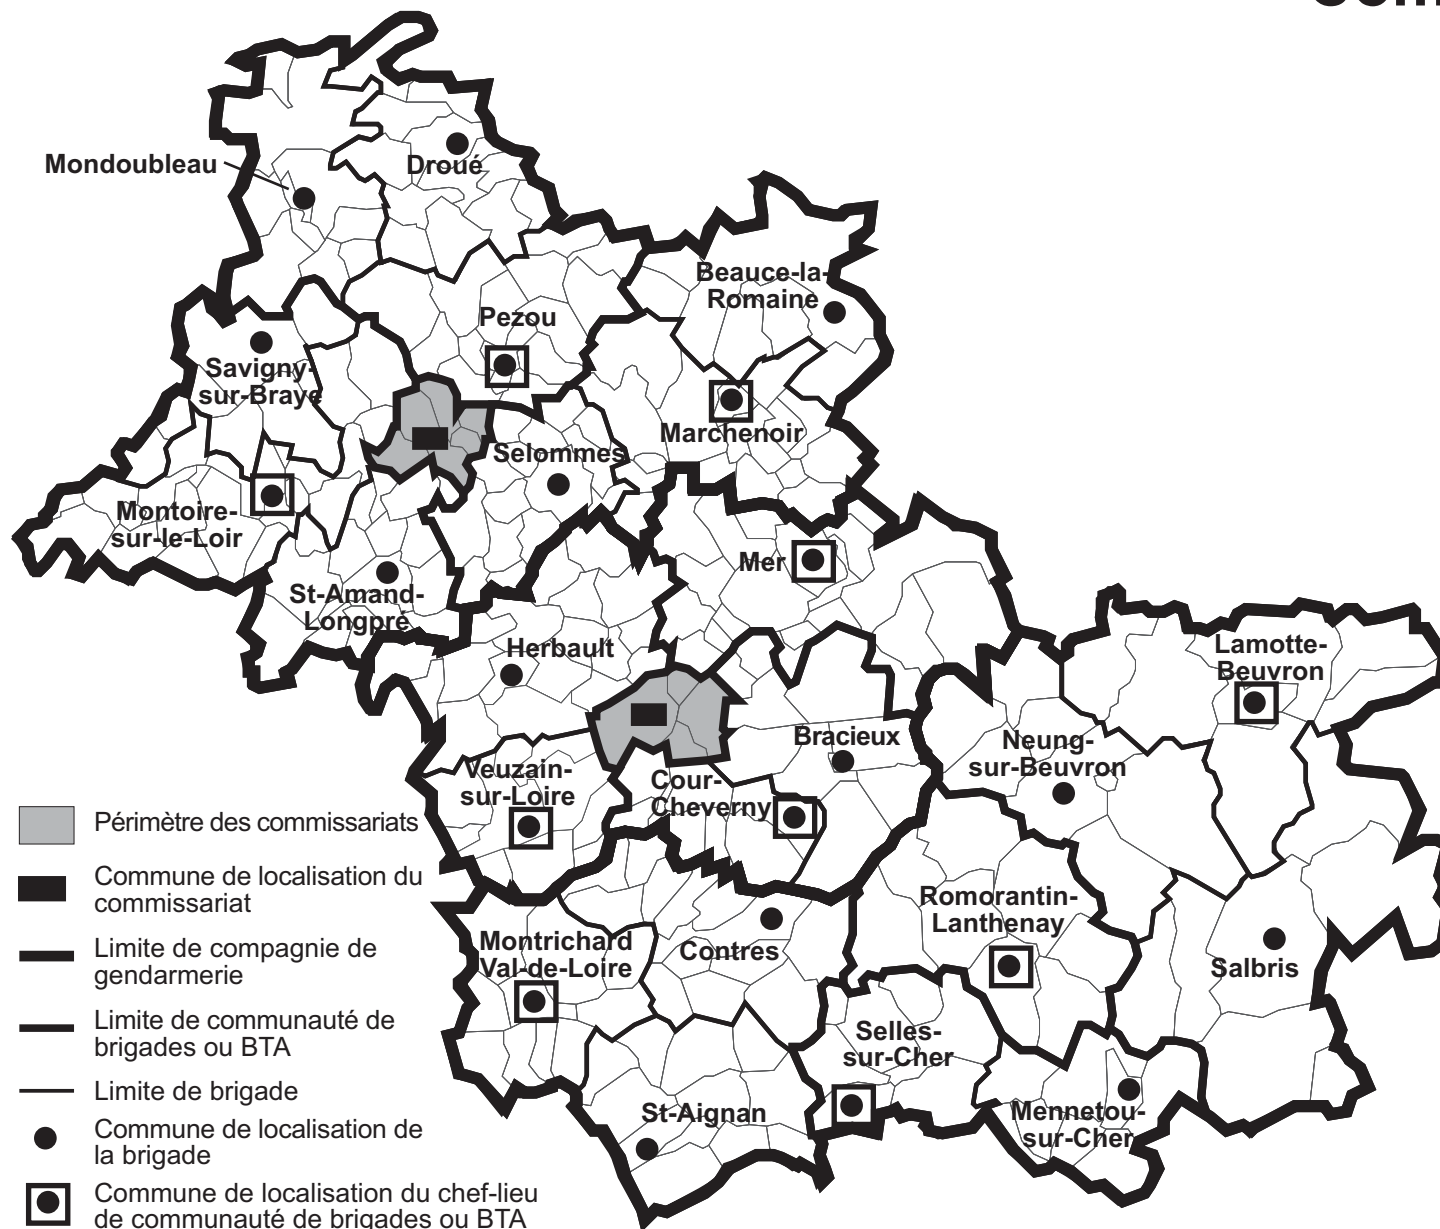 Mondoubleau
Droué
Beauce-la-
Romaine
Pezou
Savigny-
sur-Braye
Marchenoir
Selommes
Montoire-
sur-le-Loir
Mer
St-Amand-
Longpré
Herbault
Lamotte-
Beuvron
Bracieux
Neung-
sur-Beuvron
Veuzain-
sur-Loire
Cour-
Cheverny
Romorantin-
Lanthenay
Montrichard
Val-de-Loire
Contres
Salbris
Selles-
sur-Cher
St-Aignan
Mennetou-
sur-Cher
Périmètre des commissariats
Commune de localisation du
commissariat
Limite de compagnie de
gendarmerie
Limite de communauté de
brigades ou BTA
Limite de brigade
Commune de localisation de
la brigade
Commune de localisation du chef-lieu
de communauté de brigades ou BTA